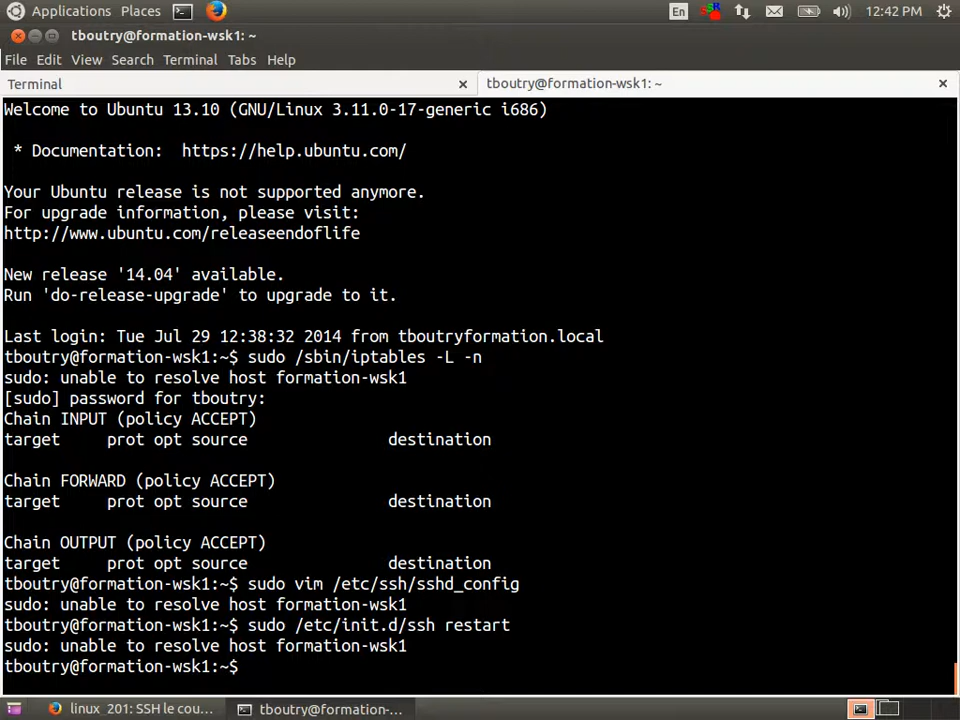 Applications Places En 12:42 PM
tboutry@formation-wsk1: ~
File Edit View Search Terminal Tabs Help
Terminal tboutry@formation-wsk1: ~
Welcome to Ubuntu 13.10 (GNU/Linux 3.11.0-17-generic i686)
* Documentation: https://help.ubuntu.com/
Your Ubuntu release is not supported anymore.
For upgrade information, please visit:
http://www.ubuntu.com/releaseendoflife
New release '14.04' available.
Run 'do-release-upgrade' to upgrade to it.
Last login: Tue Jul 29 12:38:32 2014 from tboutryformation.local
tboutry@formation-wsk1:~$ sudo /sbin/iptables -L -n
sudo: unable to resolve host formation-wsk1
[sudo] password for tboutry:
Chain INPUT (policy ACCEPT)
target prot opt source destination
Chain FORWARD (policy ACCEPT)
target prot opt source destination
Chain OUTPUT (policy ACCEPT)
target prot opt source destination
tboutry@formation-wsk1:~$ sudo vim /etc/ssh/sshd_config
sudo: unable to resolve host formation-wsk1
tboutry@formation-wsk1:~$ sudo /etc/init.d/ssh restart
sudo: unable to resolve host formation-wsk1
tboutry@formation-wsk1:~$
linux_201: SSH le cou... tboutry@formation-...